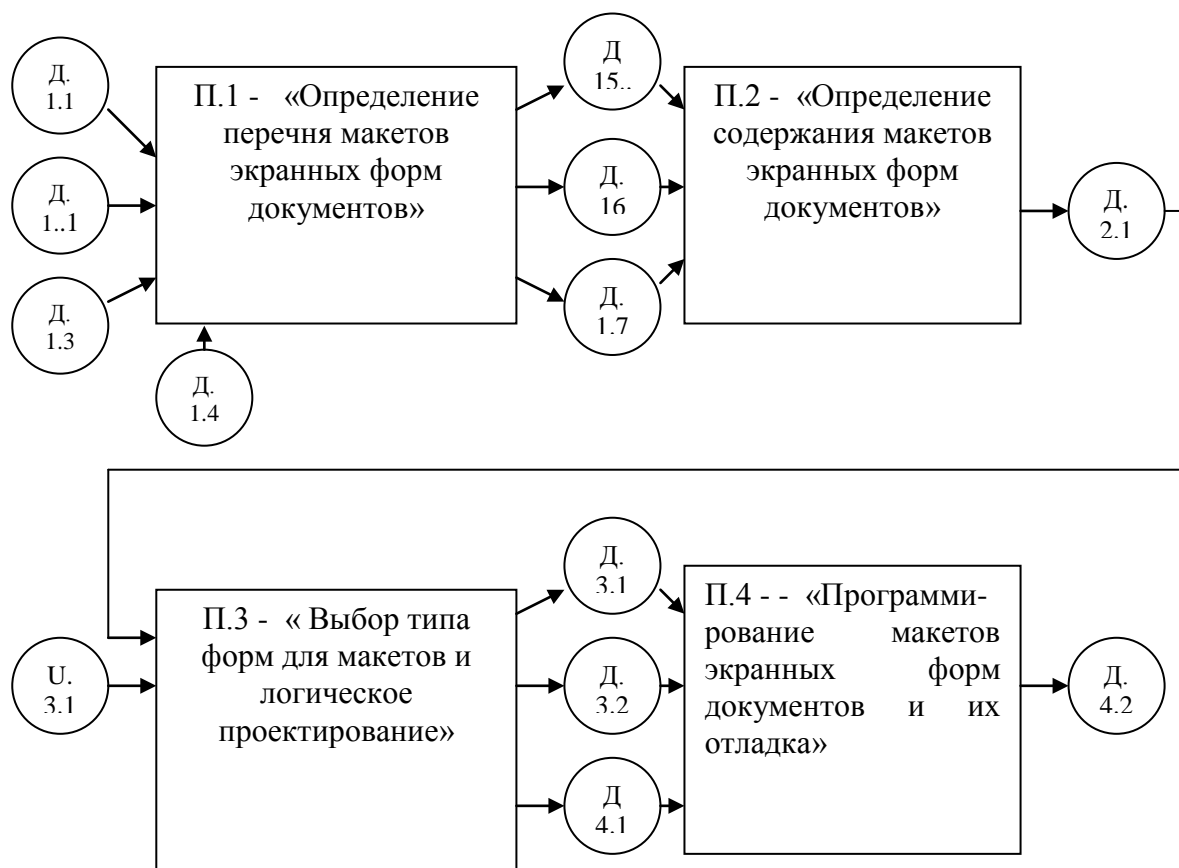 Д.
1.1
Д.
1..1
Д.
1.3
П.1 - «Определение
перечня макетов
экранных форм
документов»
Д.
1.4
Д
15..
Д.
16
Д.
1.7
П.2 - «Определение
содержания макетов
экранных форм
документов»
Д.
2.1
U.
3.1
П.3 - « Выбор типа
форм для макетов и
логическое
проектирование»
Д.
3.1
Д.
3.2
Д
4.1
П.4 - - «Программи-
рование макетов
экранных форм
документов и их
отладка»
Д.
4.2